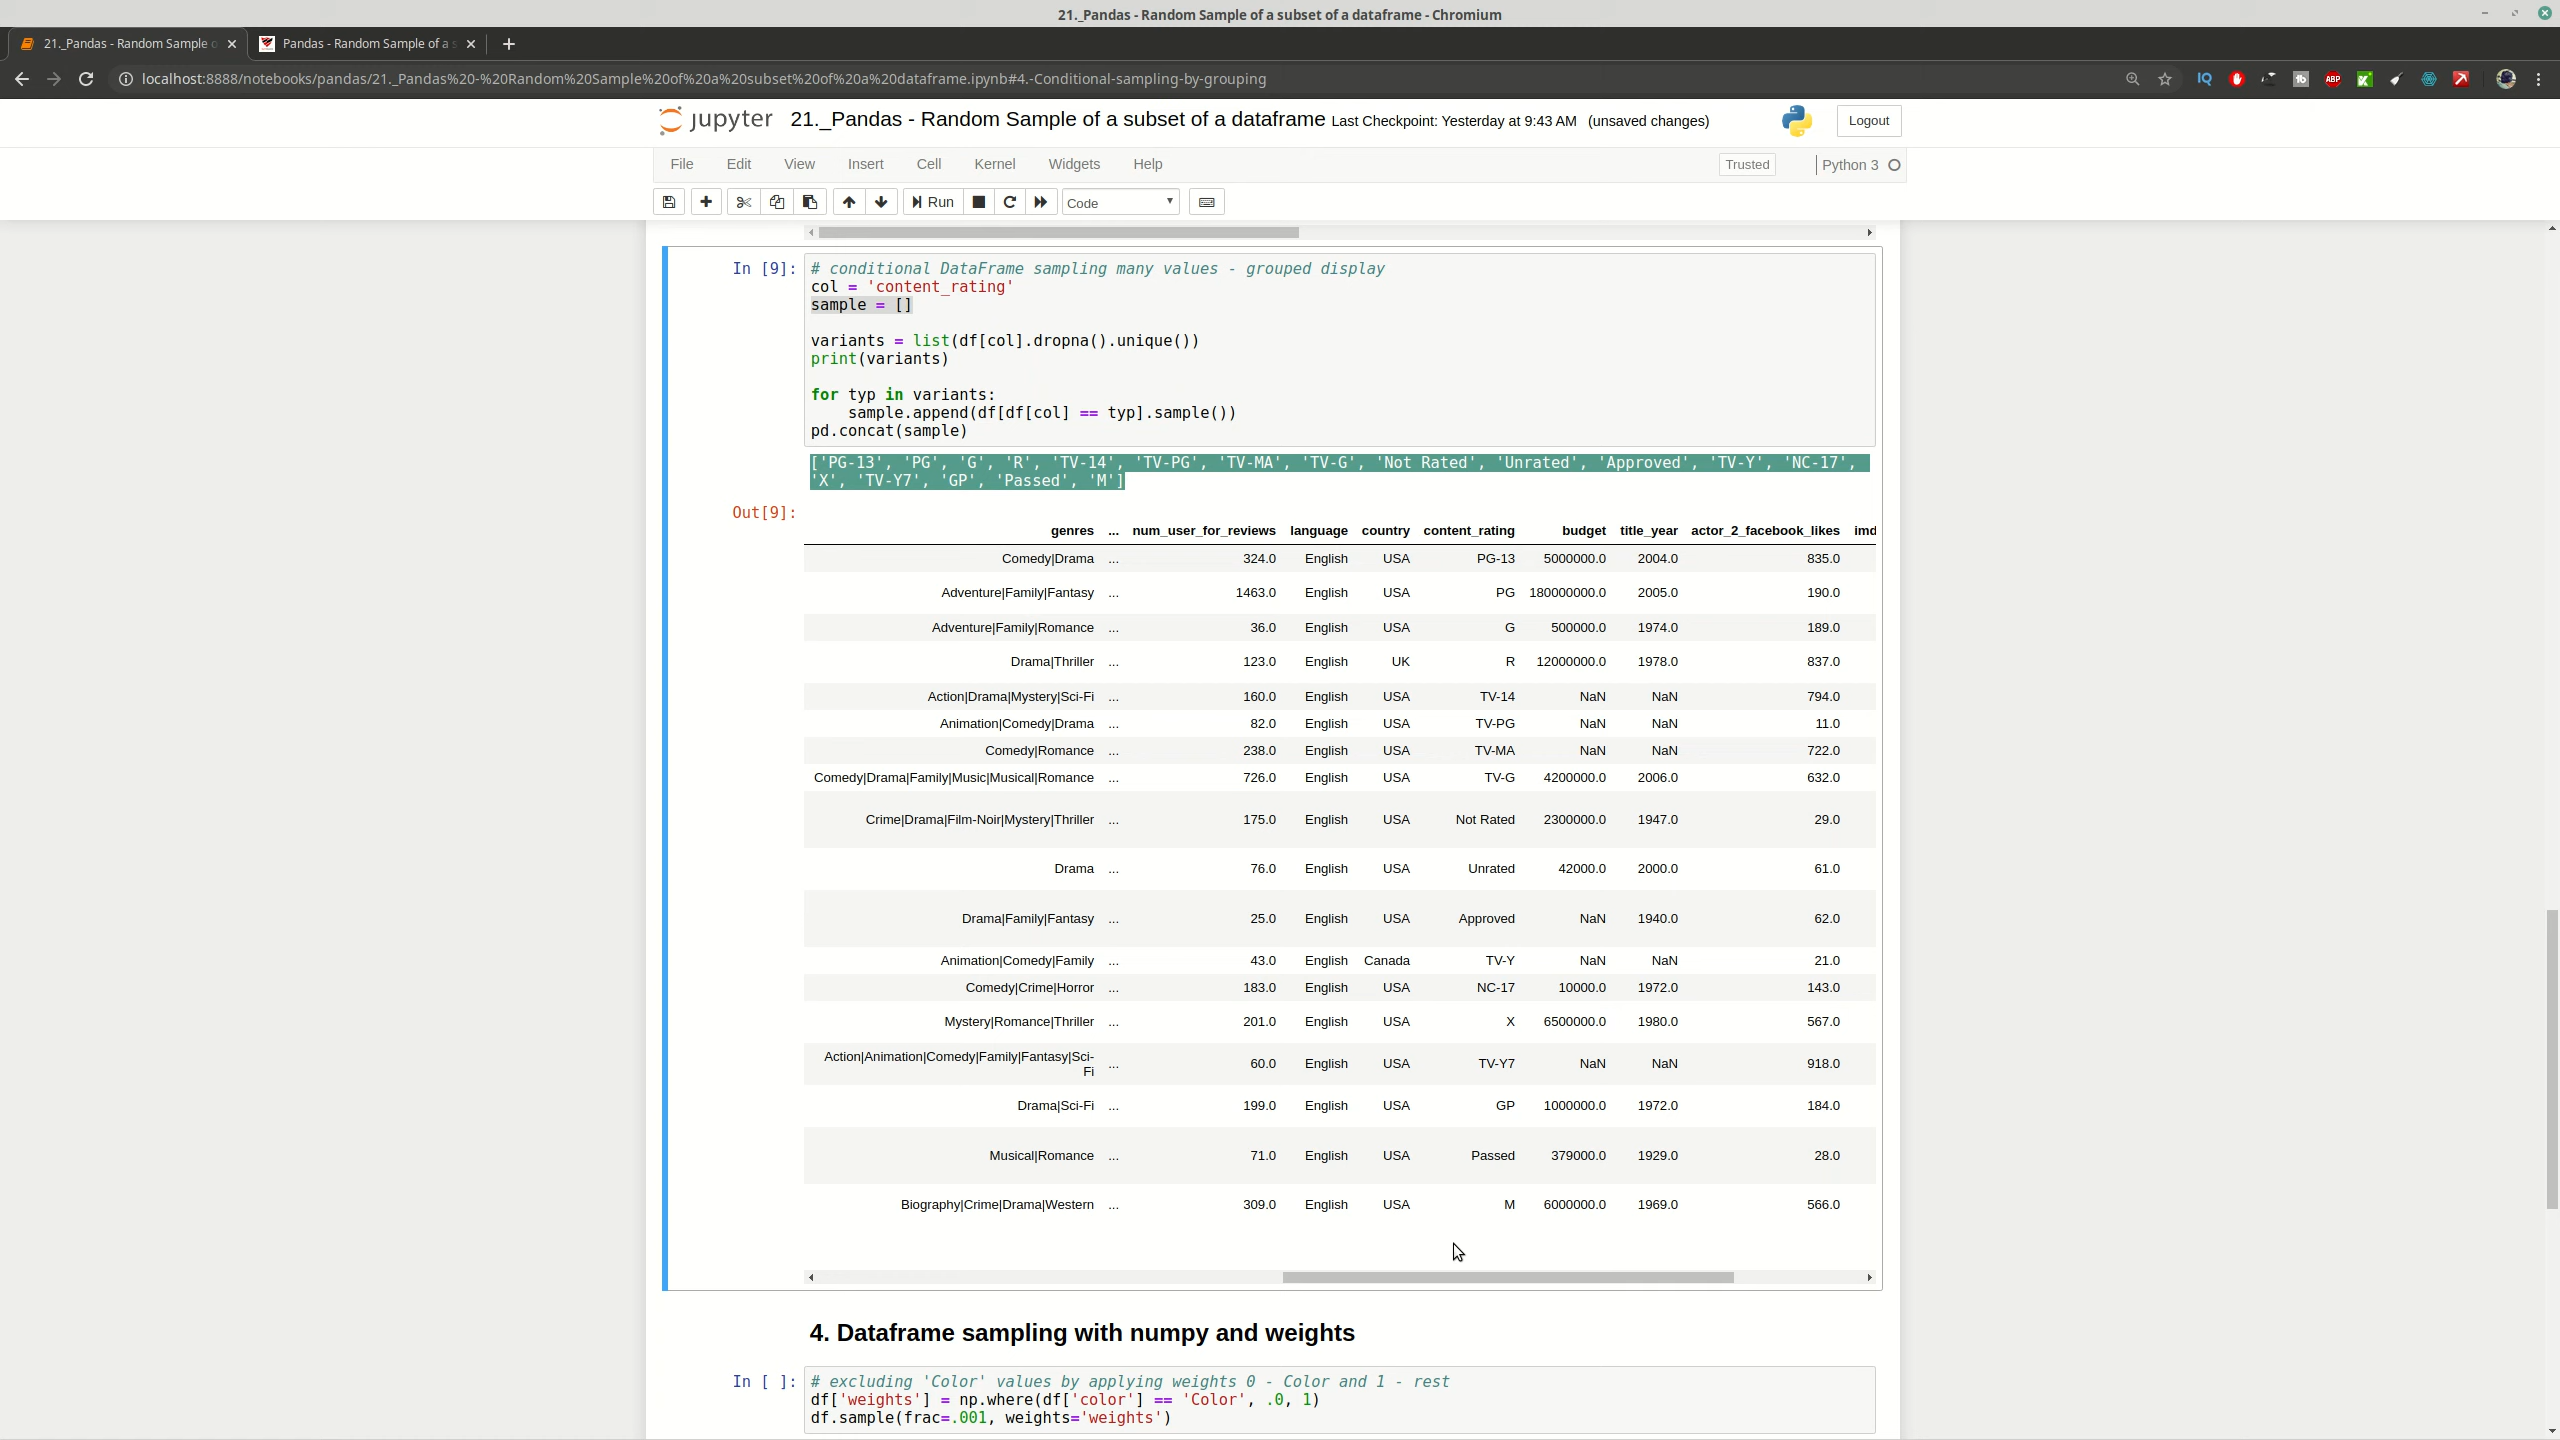 21._Pandas - Random Sample of a subset of a dataframe - Chromium
21._Pandas - Random Sample o
Pandas - Random Sample of a s
localhost:8888/notebooks/pandas/21._Pandas%20-%20Random%20Sample%20of%20a%20subset%20of%20a%20dataframe.ipynb#4.-Conditional-sampling-by-grouping
IQ
ABP
jupyter 21._Pandas - Random Sample of a subset of a dataframe Last Checkpoint: Yesterday at 9:43 AM (unsaved changes)
Logout
File Edit View Insert Cell Kernel Widgets Help
Trusted
Python 3
Run
Code
In [9]: # conditional DataFrame sampling many values - grouped display
col = 'content_rating'
sample = []
variants = list(df[col].dropna().unique())
print(variants)
for typ in variants:
    sample.append(df[df[col] == typ].sample())
pd.concat(sample)
['PG-13', 'PG', 'G', 'R', 'TV-14', 'TV-PG', 'TV-MA', 'TV-G', 'Not Rated', 'Unrated', 'Approved', 'TV-Y', 'NC-17',
'X', 'TV-Y7', 'GP', 'Passed', 'M']
Out[9]:
genres ... num_user_for_reviews language country content_rating budget title_year actor_2_facebook_likes imd
Comedy|Drama ... 324.0 English USA PG-13 5000000.0 2004.0 835.0
Adventure|Family|Fantasy ... 1463.0 English USA PG 180000000.0 2005.0 190.0
Adventure|Family|Romance ... 36.0 English USA G 500000.0 1974.0 189.0
Drama|Thriller ... 123.0 English UK R 12000000.0 1978.0 837.0
Action|Drama|Mystery|Sci-Fi ... 160.0 English USA TV-14 NaN NaN 794.0
Animation|Comedy|Drama ... 82.0 English USA TV-PG NaN NaN 11.0
Comedy|Romance ... 238.0 English USA TV-MA NaN NaN 722.0
Comedy|Drama|Family|Music|Musical|Romance ... 726.0 English USA TV-G 4200000.0 2006.0 632.0
Crime|Drama|Film-Noir|Mystery|Thriller ... 175.0 English USA Not Rated 2300000.0 1947.0 29.0
Drama ... 76.0 English USA Unrated 42000.0 2000.0 61.0
Drama|Family|Fantasy ... 25.0 English USA Approved NaN 1940.0 62.0
Animation|Comedy|Family ... 43.0 English Canada TV-Y NaN NaN 21.0
Comedy|Crime|Horror ... 183.0 English USA NC-17 10000.0 1972.0 143.0
Mystery|Romance|Thriller ... 201.0 English USA X 6500000.0 1980.0 567.0
Action|Animation|Comedy|Family|Fantasy|Sci-
Fi ... 60.0 English USA TV-Y7 NaN NaN 918.0
Drama|Sci-Fi ... 199.0 English USA GP 1000000.0 1972.0 184.0
Musical|Romance ... 71.0 English USA Passed 379000.0 1929.0 28.0
Biography|Crime|Drama|Western ... 309.0 English USA M 6000000.0 1969.0 566.0
4. Dataframe sampling with numpy and weights
In [ ]: # excluding 'Color' values by applying weights 0 - Color and 1 - rest
df['weights'] = np.where(df['color'] == 'Color', .0, 1)
df.sample(frac=.001, weights='weights')